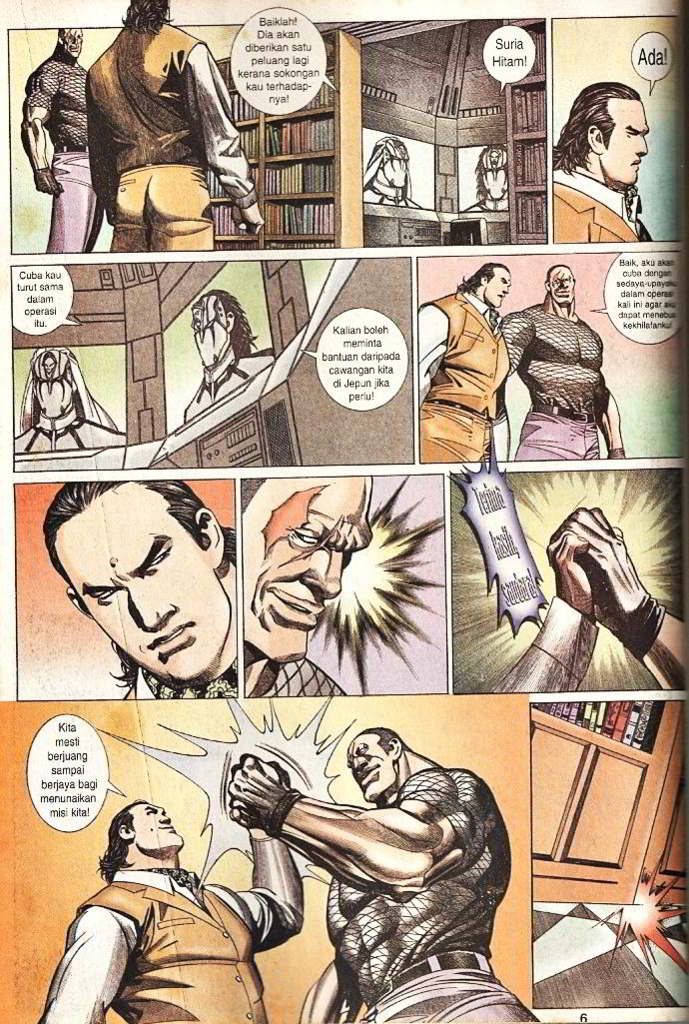 Baiklah!
Dia akan
diberikan satu
peluang lagi
kerana sokongan
kau terhadap-
nya!
Suria
Hitam!
Ada!
Cuba kau
turut sama
dalam
operasi
itu.
Kalian boleh
meminta
bantuan daripada
cawangan kita
di Jepun jika
perlu!
Baik, aku akan
cuba dengan
sedaya-upayaku
dalam operasi
kali ini agar aku
dapat menebus
kekhilafanku!
Terima
kasih,
saudara!
Kita
mesti
berjuang
sampai
berjaya bagi
menunaikan
misi kita!
6